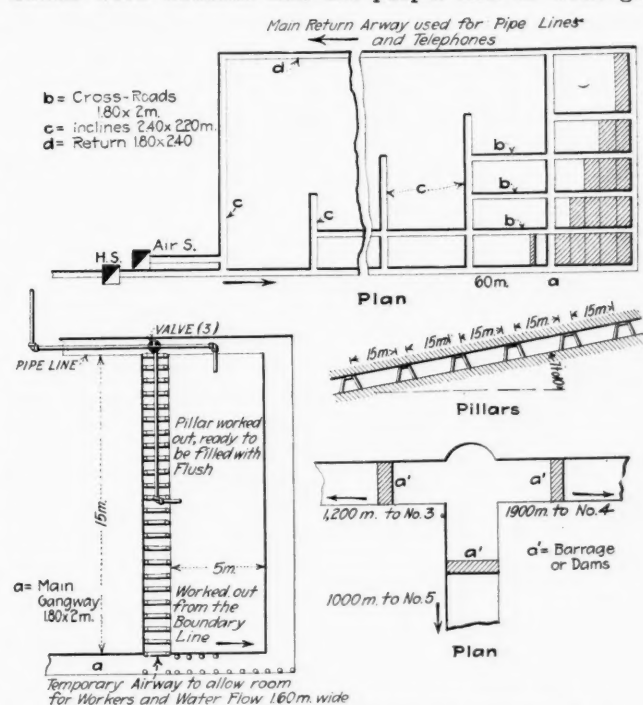 Main Return Airway used for Pipe Lines
and Telephones
d
b = Cross-Roads
1.80 x 2m.
c = Inclines 2.40 x 2.20m.
d = Return 1.80 x 2.40
b
c
c
c
b
b
H.S.
Air S.
60m.
a
Plan
VALVE (3)
PIPE LINE
15m.
Pillar worked
out, ready to
be filled with
Flush
5m.
Worked out
from the
Boundary
Line
a = Main
Gangway
1.80 x 2m.
a
Temporary Airway to allow room
for Workers and Water Flow 1.60m. wide
15m.
15m.
15m.
15m.
15m.
Pillars
a'
a'
1,200 m. to No.3
1900m. to No.4
a'
a' = Barrage
or Dams
1000 m. to No.5
Plan